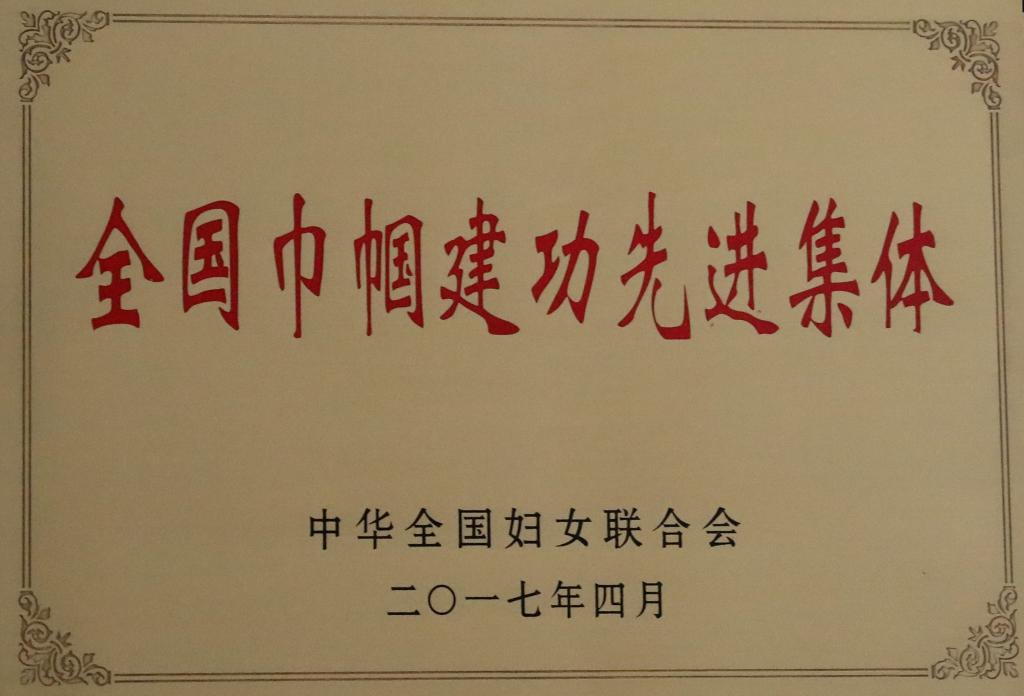 全国巾帼建功先进集体
中华全国妇女联合会
二〇一七年四月